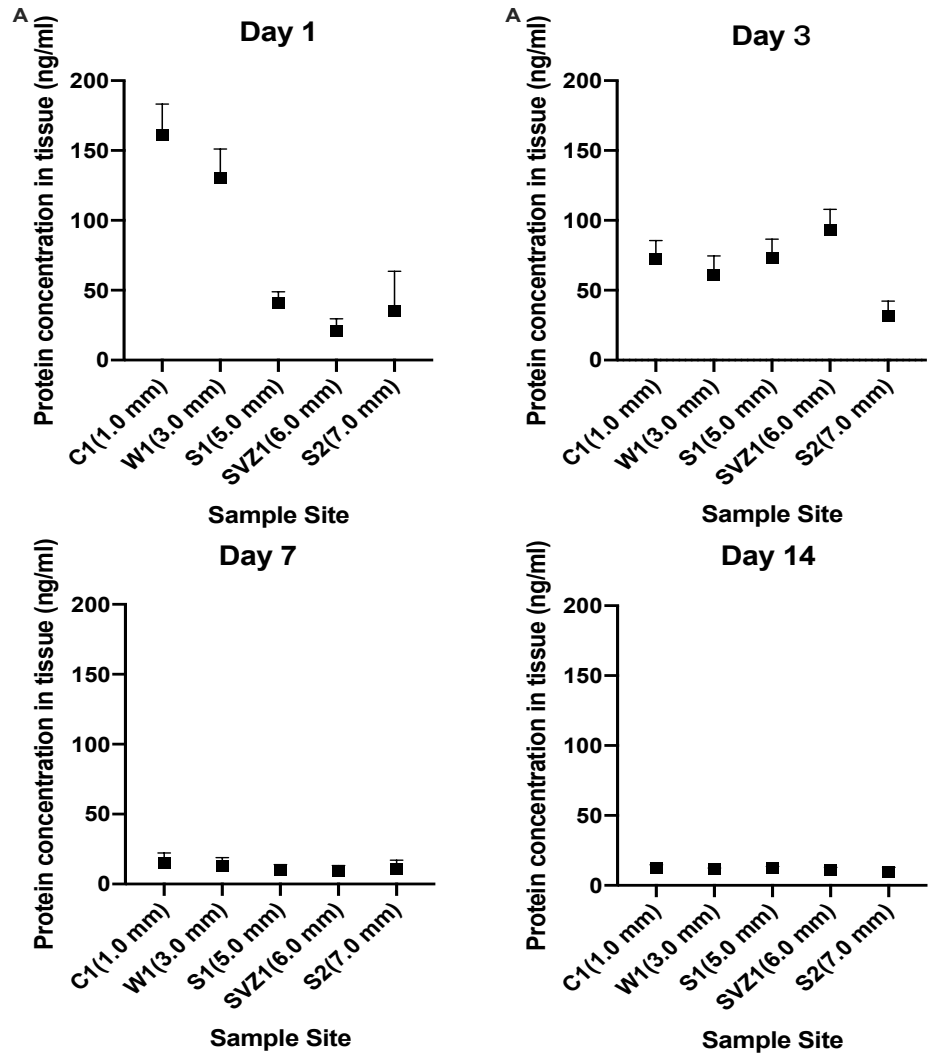 A
Day 1
Protein concentration in tissue (ng/ml)
200
150
100
50
0
C1(1.0 mm)
W1(3.0 mm)
S1(5.0 mm)
SVZ1(6.0 mm)
S2(7.0 mm)
Sample Site
A
Day 3
Protein concentration in tissue (ng/ml)
200
150
100
50
0
C1(1.0 mm)
W1(3.0 mm)
S1(5.0 mm)
SVZ1(6.0 mm)
S2(7.0 mm)
Sample Site
Day 7
Protein concentration in tissue (ng/ml)
200
150
100
50
0
C1(1.0 mm)
W1(3.0 mm)
S1(5.0 mm)
SVZ1(6.0 mm)
S2(7.0 mm)
Sample Site
Day 14
Protein concentration in tissue (ng/ml)
200
150
100
50
0
C1(1.0 mm)
W1(3.0 mm)
S1(5.0 mm)
SVZ1(6.0 mm)
S2(7.0 mm)
Sample Site